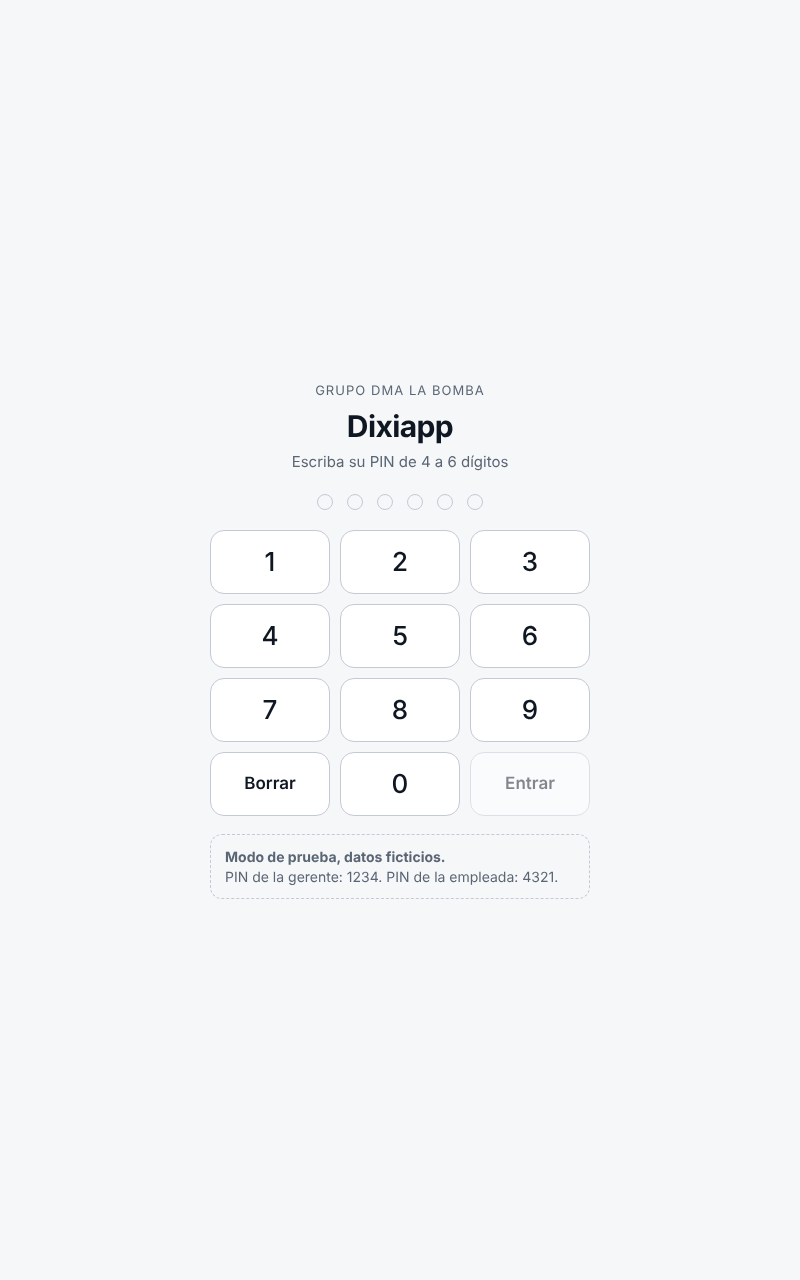 GRUPO DMA LA BOMBA
Dixiapp
Escriba su PIN de 4 a 6 dígitos
1 2 3
4 5 6
7 8 9
Borrar 0 Entrar
Modo de prueba, datos ficticios.
PIN de la gerente: 1234. PIN de la empleada: 4321.